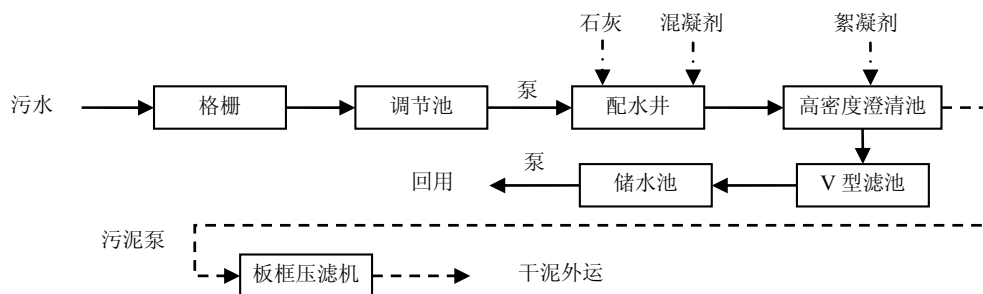 石灰
混凝剂
絮凝剂
污水
格栅
调节池
泵
配水井
高密度澄清池
回用
泵
储水池
V 型滤池
污泥泵
板框压滤机
干泥外运